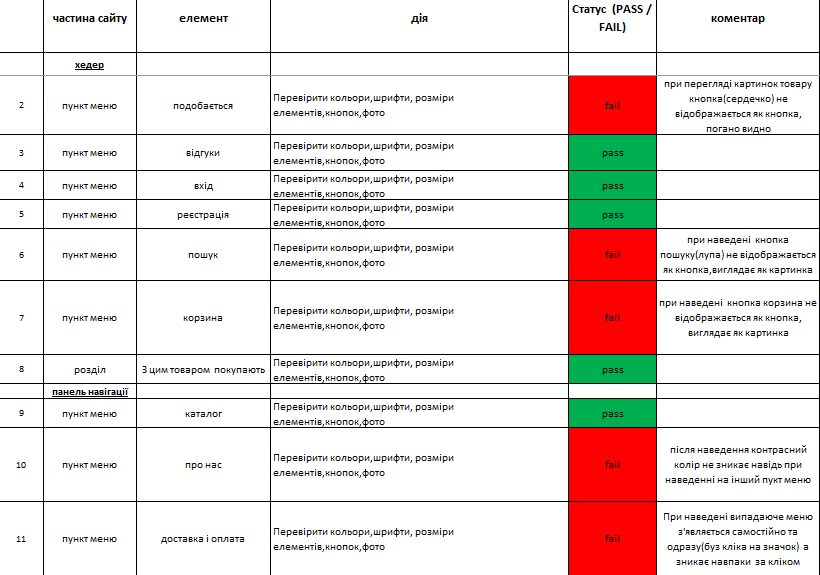 частина сайту
елемент
дія
Статус (PASS /
FAIL)
коментар
хедер
2
пункт меню
подобається
Перевірити кольори,шрифти, розміри
елементів,кнопок,фото
fail
при перегляді картинок товару
кнопка(сердечко) не
відображається як кнопка,
погано видно
3
пункт меню
відгуки
Перевірити кольори,шрифти, розміри
елементів,кнопок,фото
pass
4
пункт меню
вхід
Перевірити кольори,шрифти, розміри
елементів,кнопок,фото
pass
5
пункт меню
реєстрація
Перевірити кольори,шрифти, розміри
елементів,кнопок,фото
pass
6
пункт меню
пошук
Перевірити кольори,шрифти, розміри
елементів,кнопок,фото
fail
при наведені кнопка
пошуку(лупа) не відображається
як кнопка,виглядає як картинка
7
пункт меню
корзина
Перевірити кольори,шрифти, розміри
елементів,кнопок,фото
fail
при наведені кнопка корзина не
відображається як кнопка,
виглядає як картинка
8
розділ
З цим товаром покупають
Перевірити кольори,шрифти, розміри
елементів,кнопок,фото
pass
панель навігації
9
пункт меню
каталог
Перевірити кольори,шрифти, розміри
елементів,кнопок,фото
pass
10
пункт меню
про нас
Перевірити кольори,шрифти, розміри
елементів,кнопок,фото
fail
після наведення контрасний
колір не зникає навідь при
наведенні на інший пукт меню
11
пункт меню
доставка і оплата
Перевірити кольори,шрифти, розміри
елементів,кнопок,фото
fail
При наведені випадаюче меню
з'являється самостійно та
одразу(буз кліка на значок) а
зникає навпаки за кліком